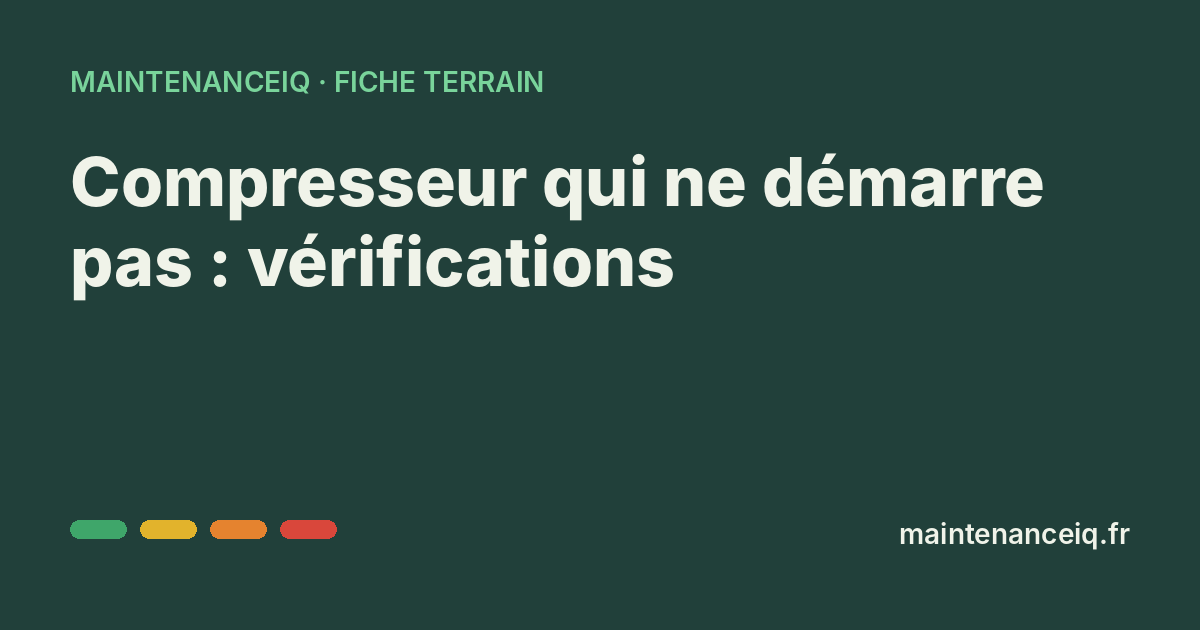 MAINTENANCEIQ · FICHE TERRAIN
Compresseur qui ne démarre
pas : vérifications
maintenanceiq.fr